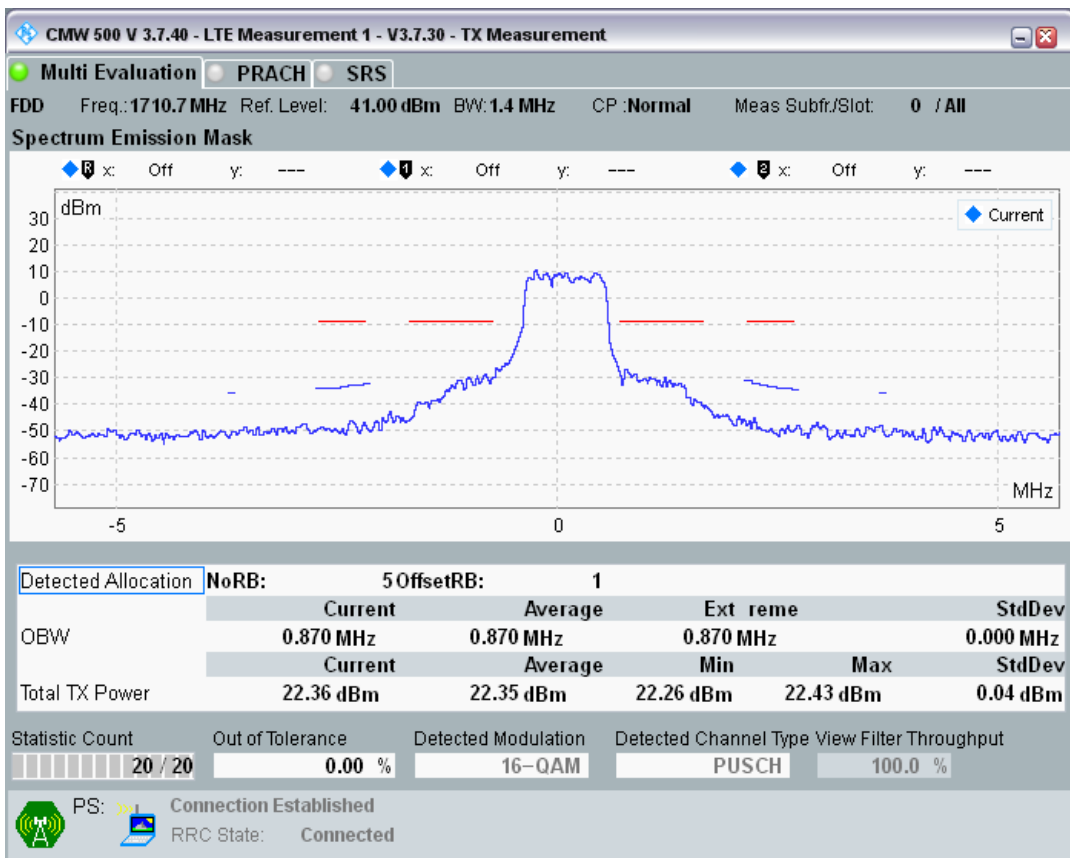 CMW 500 V 3.7.40 - LTE Measurement 1 - V3.7.30 - TX Measurement
Multi Evaluation PRACH SRS
FDD Freq.: 1710.7 MHz Ref. Level: 41.00 dBm BW: 1.4 MHz CP :Normal Meas Subfr./Slot: 0 / All
Spectrum Emission Mask
R x: Off y: --- 1 x: Off y: --- 2 x: Off y: ---
dBm
Current
30
20
10
0
-10
-20
-30
-40
-50
-60
-70
MHz
-5 0 5
Detected Allocation NoRB: 5 OffsetRB: 1
Current Average Ext reme StdDev
OBW 0.870 MHz 0.870 MHz 0.870 MHz 0.000 MHz
Current Average Min Max StdDev
Total TX Power 22.36 dBm 22.35 dBm 22.26 dBm 22.43 dBm 0.04 dBm
Statistic Count Out of Tolerance Detected Modulation Detected Channel Type View Filter Throughput
20 / 20 0.00 % 16-QAM PUSCH 100.0 %
PS: Connection Established
RRC State: Connected